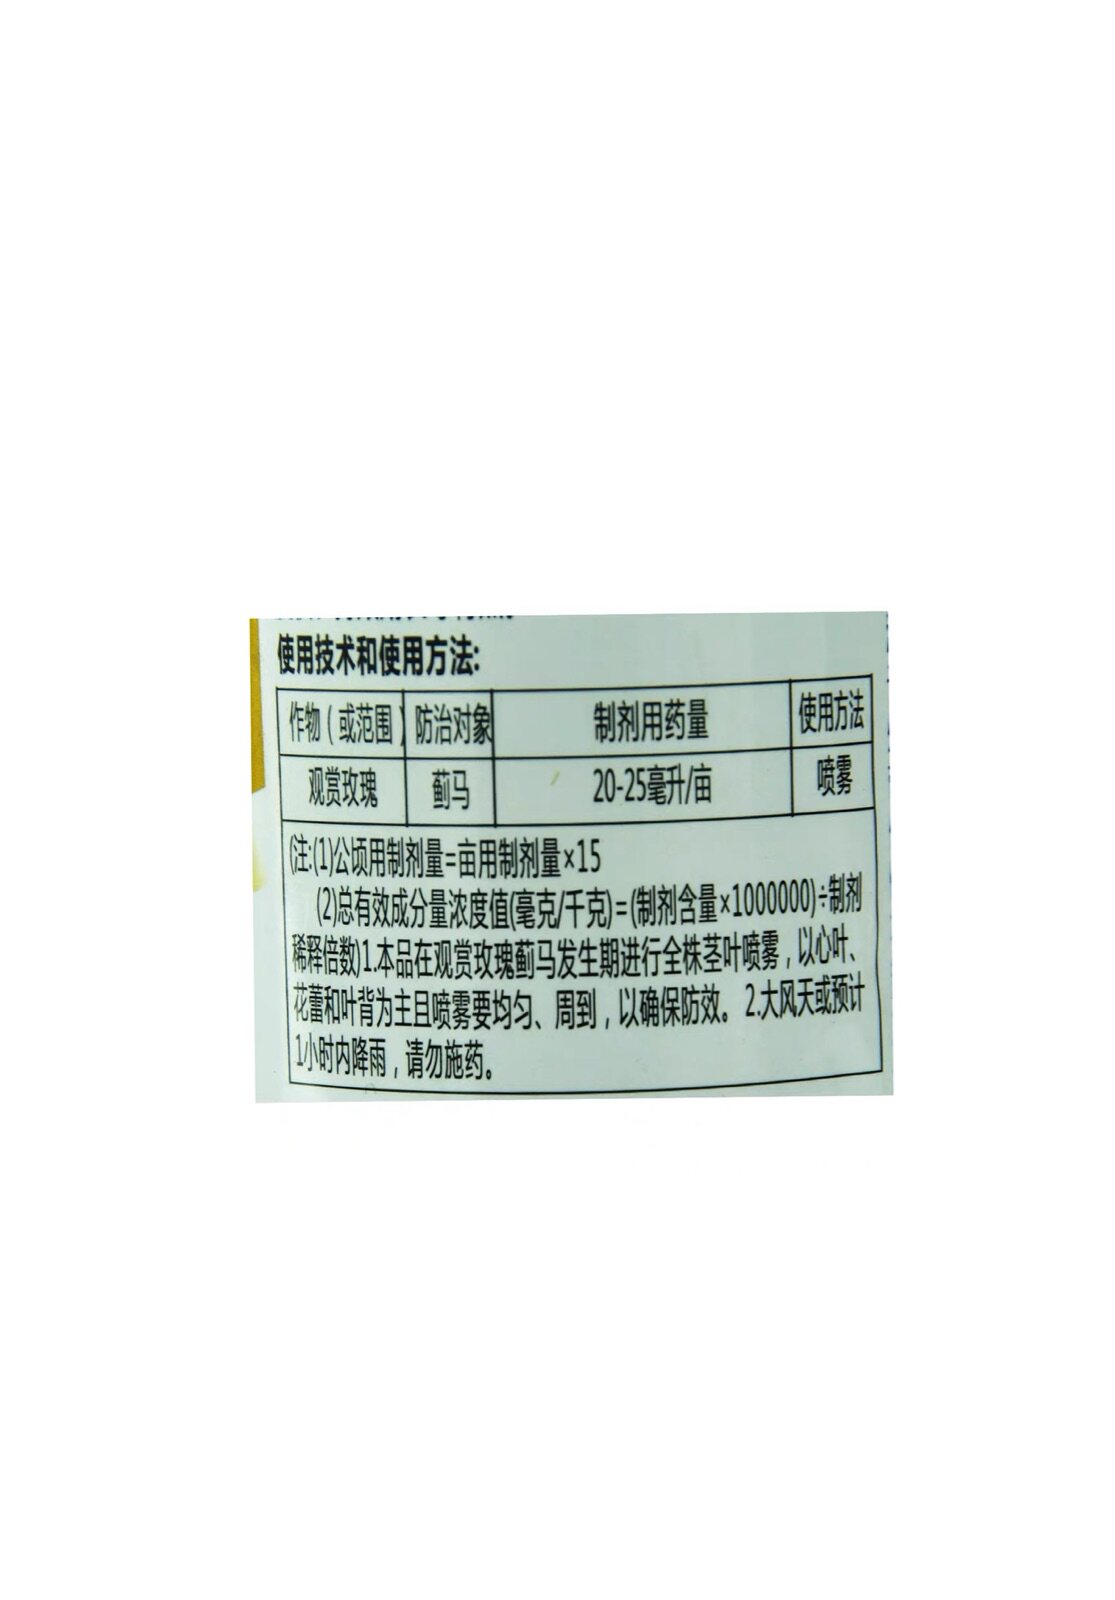 使用技术和使用方法:
作物（或范围） 防治对象 制剂用药量 使用方法
观赏玫瑰 蓟马 20-25毫升/亩 喷雾
(注:(1)公顷用制剂量=亩用制剂量×15
(2)总有效成分量浓度值(毫克/千克)=(制剂含量×1000000)÷制剂
稀释倍数)1.本品在观赏玫瑰蓟马发生期进行全株茎叶喷雾，以心叶、
花蕾和叶背为主且喷雾要均匀、周到，以确保防效。2.大风天或预计
1小时内降雨，请勿施药。